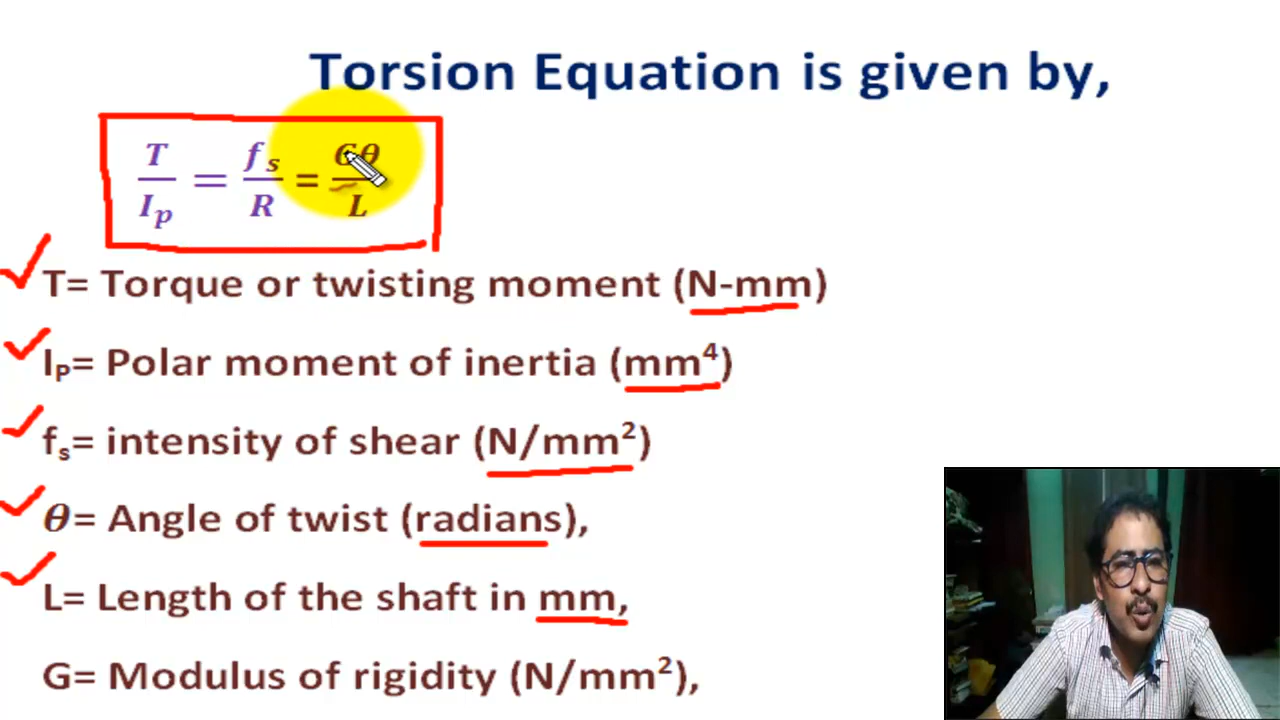 Torsion Equation is given by,
T/Iₚ = fₛ/R = Gθ/L
T= Torque or twisting moment (N-mm)
Iₚ= Polar moment of inertia (mm⁴)
fₛ= intensity of shear (N/mm²)
θ= Angle of twist (radians),
L= Length of the shaft in mm,
G= Modulus of rigidity (N/mm²),